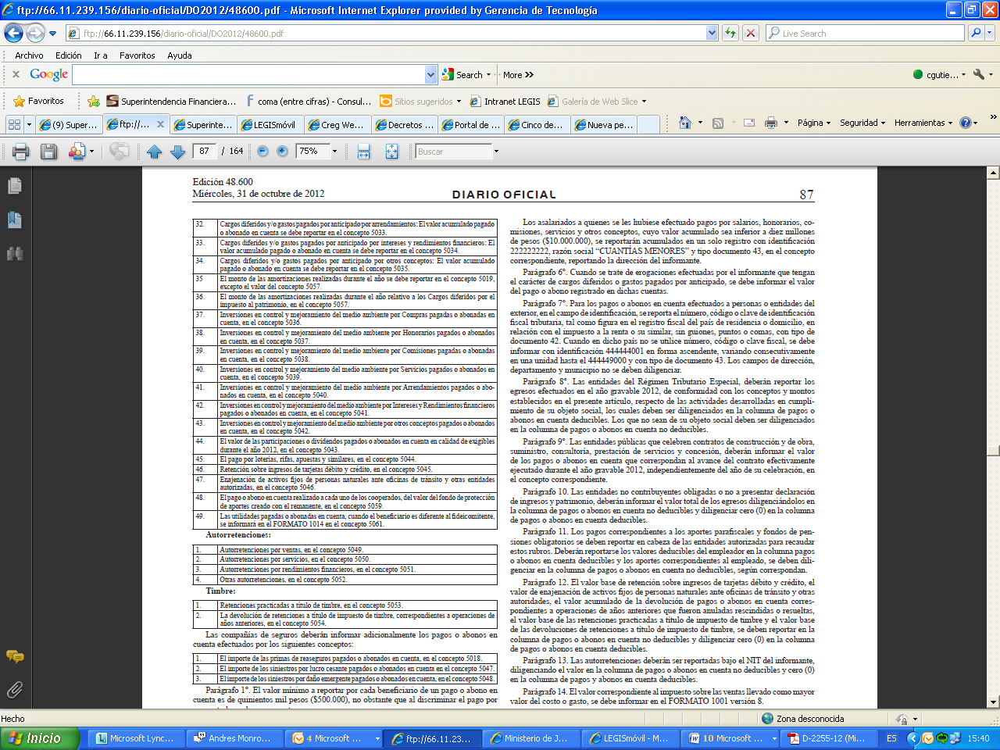 ftp://66.11.239.156/diario-oficial/DO2012/48600.pdf - Microsoft Internet Explorer provided by Gerencia de Tecnología
ftp://66.11.239.156/diario-oficial/DO2012/48600.pdf
Live Search
Archivo Edición Ir a Favoritos Ayuda
Google Search More »
cgutie...
Favoritos Superintendencia Financiera... coma (entre cifras) - Consul... Sitios sugeridos Intranet LEGIS Galería de Web Slice
(9) Super... ftp://... Superinte... LEGISmóvil Creg We... Decretos ... Portal de ... Cinco de... Nueva pe... Página Seguridad Herramientas
87 / 164 75% Buscar
Edición 48.600
Miércoles, 31 de octubre de 2012 DIARIO OFICIAL 87
32. Cargos diferidos y/o gastos pagados por anticipado por arrendamientos: El valor acumulado pagado
o abonado en cuenta se debe reportar en el concepto 5033.
33. Cargos diferidos y/o gastos pagados por anticipado por intereses y rendimientos financieros: El
valor acumulado pagado o abonado en cuenta se debe reportar en el concepto 5034.
34. Cargos diferidos y/o gastos pagados por anticipado por otros conceptos: El valor acumulado
pagado o abonado en cuenta se debe reportar en el concepto 5035.
35 El monto de las amortizaciones realizadas durante el año se debe reportar en el concepto 5019,
excepto el valor del concepto 5057.
36. El monto de las amortizaciones realizadas durante el año relativo a los Cargos diferidos por el
impuesto al patrimonio, en el concepto 5057.
37. Inversiones en control y mejoramiento del medio ambiente por Compras pagadas o abonadas en
cuenta, en el concepto 5036.
38. Inversiones en control y mejoramiento del medio ambiente por Honorarios pagados o abonados
en cuenta, en el concepto 5037.
39. Inversiones en control y mejoramiento del medio ambiente por Comisiones pagadas o abonadas
en cuenta, en el concepto 5038.
40. Inversiones en control y mejoramiento del medio ambiente por Servicios pagados o abonados en
cuenta, en el concepto 5039.
41. Inversiones en control y mejoramiento del medio ambiente por Arrendamientos pagados o abo-
nados en cuenta, en el concepto 5040.
42. Inversiones en control y mejoramiento del medio ambiente por Intereses y Rendimientos financieros
pagados o abonados en cuenta, en el concepto 5041.
43. Inversiones en control y mejoramiento del medio ambiente por otros conceptos pagados o abonados
en cuenta, en el concepto 5042.
44. El valor de las participaciones o dividendos pagados o abonados en cuenta en calidad de exigibles
durante el año 2012, en el concepto 5043.
45. El pago por loterías, rifas, apuestas y similares, en el concepto 5044.
46. Retención sobre ingresos de tarjetas débito y crédito, en el concepto 5045.
47. Enajenación de activos fijos de personas naturales ante oficinas de tránsito y otras entidades
autorizadas, en el concepto 5046.
48. El pago o abono en cuenta realizado a cada uno de los cooperados, del valor del fondo de protección
de aportes creado con el remanente, en el concepto 5059.
49. Las utilidades pagadas o abonadas en cuenta, cuando el beneficiario es diferente al fideicomitente,
se informará en el FORMATO 1014 en el concepto 5061.
Autorretenciones:
1. Autorretenciones por ventas, en el concepto 5049.
2. Autorretenciones por servicios, en el concepto 5050.
3. Autorretenciones por rendimientos financieros, en el concepto 5051.
4. Otras autorretenciones, en el concepto 5052.
Timbre:
1. Retenciones practicadas a título de timbre, en el concepto 5053.
2. La devolución de retenciones a título de impuesto de timbre, correspondientes a operaciones de
años anteriores, en el concepto 5054.
Las compañías de seguros deberán informar adicionalmente los pagos o abonos en
cuenta efectuados por los siguientes conceptos:
1. El importe de las primas de reaseguros pagados o abonados en cuenta, en el concepto 5018.
2. El importe de los siniestros por lucro cesante pagados o abonados en cuenta en el concepto 5047.
3. El importe de los siniestros por daño emergente pagados o abonados en cuenta, en el concepto 5048.
Parágrafo 1°. El valor mínimo a reportar por cada beneficiario de un pago o abono en
cuenta es de quinientos mil pesos ($500.000), no obstante que al discriminar el pago por
Los asalariados a quienes se les hubiese efectuado pagos por salarios, honorarios, co-
misiones, servicios y otros conceptos, cuyo valor acumulado sea inferior a diez millones
de pesos ($10.000.000), se reportarán acumulados en un solo registro con identificación
222222222, razón social “CUANTÍAS MENORES” y tipo documento 43, en el concepto
correspondiente, reportando la dirección del informante.
Parágrafo 6°. Cuando se trate de erogaciones efectuadas por el informante que tengan
el carácter de cargos diferidos o gastos pagados por anticipado, se debe informar el valor
del pago o abono registrado en dichas cuentas.
Parágrafo 7°. Para los pagos o abonos en cuenta efectuados a personas o entidades del
exterior, en el campo de identificación, se reporta el número, código o clave de identificación
fiscal tributaria, tal como figura en el registro fiscal del país de residencia o domicilio, en
relación con el impuesto a la renta o su similar, sin guiones, puntos o comas, con tipo de
documento 42. Cuando en dicho país no se utilice número, código o clave fiscal, se debe
informar con identificación 444444001 en forma ascendente, variando consecutivamente
en una unidad hasta el 444449000 y con tipo de documento 43. Los campos de dirección,
departamento y municipio no se deben diligenciar.
Parágrafo 8°. Las entidades del Régimen Tributario Especial, deberán reportar los
egresos efectuados en el año gravable 2012, de conformidad con los conceptos y montos
establecidos en el presente artículo, respecto de las actividades desarrolladas en cumpli-
miento de su objeto social, los cuales deben ser diligenciados en la columna de pagos o
abonos en cuenta deducibles. Los que no sean de su objeto social deben ser diligenciados
en la columna de pagos o abonos en cuenta no deducibles.
Parágrafo 9°. Las entidades públicas que celebren contratos de construcción y de obra,
suministro, consultoría, prestación de servicios y concesión, deberán informar el valor
de los pagos o abonos en cuenta que correspondan al avance del contrato efectivamente
ejecutado durante el año gravable 2012, independientemente del año de su celebración, en
el concepto correspondiente.
Parágrafo 10. Las entidades no contribuyentes obligadas o no a presentar declaración
de ingresos y patrimonio, deberán informar el valor total de los egresos diligenciándolos en
la columna de pagos o abonos en cuenta no deducibles y diligenciar cero (0) en la columna
de pagos o abonos en cuenta deducibles.
Parágrafo 11. Los pagos correspondientes a los aportes parafiscales y fondos de pen-
siones obligatorios se deben reportar en cabeza de las entidades autorizadas para recaudar
estos rubros. Deberán reportarse los valores deducibles del empleador en la columna pagos
o abonos en cuenta deducibles y los aportes correspondientes al empleado, se deben dili-
genciar en la columna de pagos o abonos en cuenta no deducibles, según correspondan.
Parágrafo 12. El valor base de retención sobre ingresos de tarjetas débito y crédito, el
valor de enajenación de activos fijos de personas naturales ante oficinas de tránsito y otras
autoridades, el valor acumulado de la devolución de pagos o abonos en cuenta corres-
pondientes a operaciones de años anteriores que fueron anuladas rescindidas o resueltas,
el valor base de las retenciones practicadas a título de impuesto de timbre y el valor base
de las devoluciones de retenciones a título de impuesto de timbre, se deben reportar en la
columna de pagos o abonos en cuenta no deducibles y diligenciar cero (0) en la columna
de pagos o abonos en cuenta deducibles.
Parágrafo 13. Las autorretenciones deberán ser reportadas bajo el NIT del informante,
diligenciando el valor en la columna de pagos o abonos en cuenta no deducibles y cero (0)
en la columna de pagos y abonos en cuenta deducibles.
Parágrafo 14. El valor correspondiente al impuesto sobre las ventas llevado como mayor
valor del costo o gasto, se debe informar en el FORMATO 1001 versión 8.
Hecho Zona desconocida
Inicio Microsoft Lync... Andres Monro... 4 Microsoft ... ftp://66.11.23... Ministerio de J... LEGISmóvil - M... 10 Microsoft ... D-2255-12 (Mi... ES 15:40